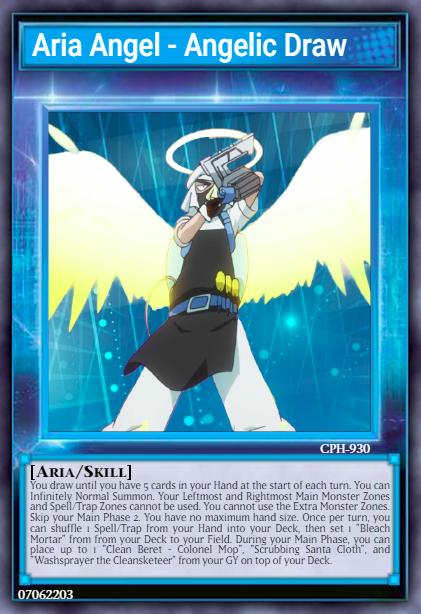 Aria Angel - Angelic Draw
CPH-930
[ARIA/SKILL]
You draw until you have 5 cards in your Hand at the start of each turn. You can
Infinitely Normal Summon. Your Leftmost and Rightmost Main Monster Zones
and Spell/Trap Zones cannot be used. You cannot use the Extra Monster Zones.
Skip your Main Phase 2. You have no maximum hand size. Once per turn, you
can shuffle 1 Spell/Trap from your Hand into your Deck, then set 1 "Bleach
Mortar" from from your Deck to your Field. During your Main Phase, you can
place up to 1 "Clean Beret - Colonel Mop", "Scrubbing Santa Cloth", and
"Washsprayer the Cleansketeer" from your GY on top of your Deck.
07062203